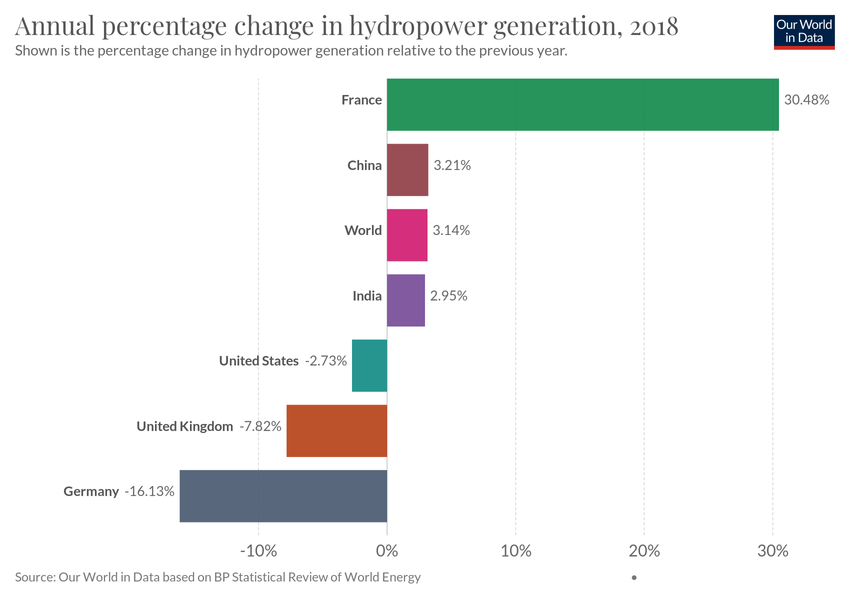 Annual percentage change in hydropower generation, 2018
Shown is the percentage change in hydropower generation relative to the previous year.
Our World
in Data
France 30.48%
China 3.21%
World 3.14%
India 2.95%
United States -2.73%
United Kingdom -7.82%
Germany -16.13%
-10% 0% 10% 20% 30%
Source: Our World in Data based on BP Statistical Review of World Energy •